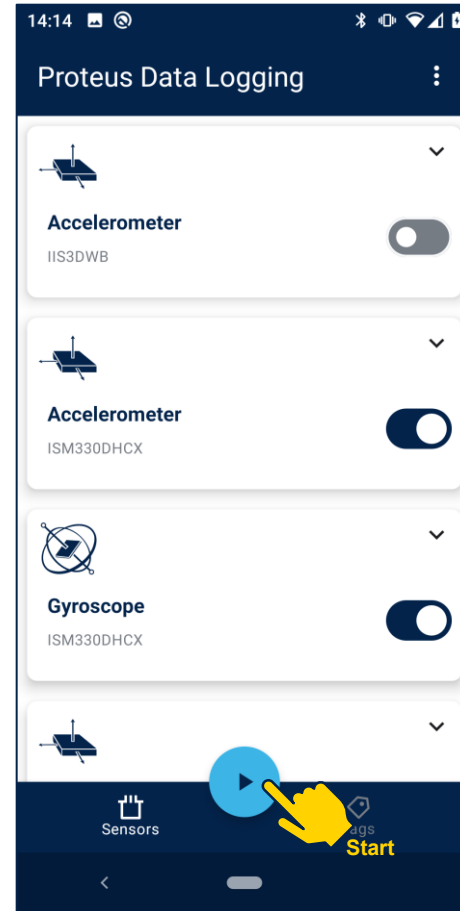 14:14
Proteus Data Logging
Accelerometer
IIS3DWB
Accelerometer
ISM330DHCX
Gyroscope
ISM330DHCX
Sensors
Start